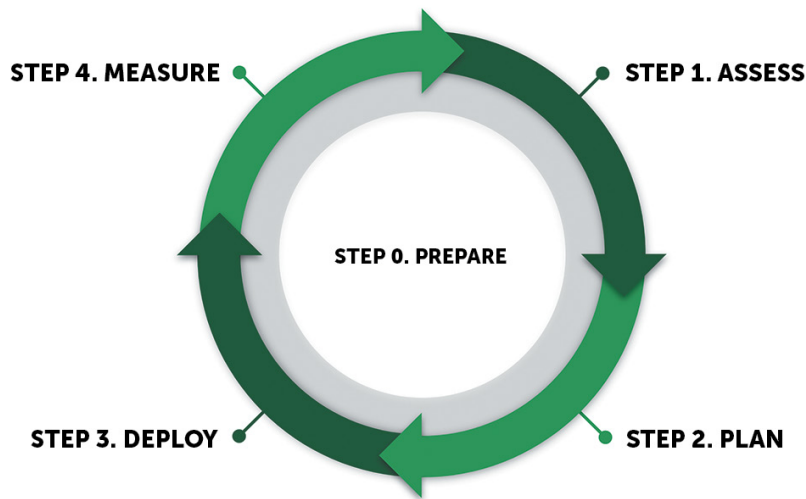 STEP 4. MEASURE
STEP 1. ASSESS
STEP 0. PREPARE
STEP 3. DEPLOY
STEP 2. PLAN